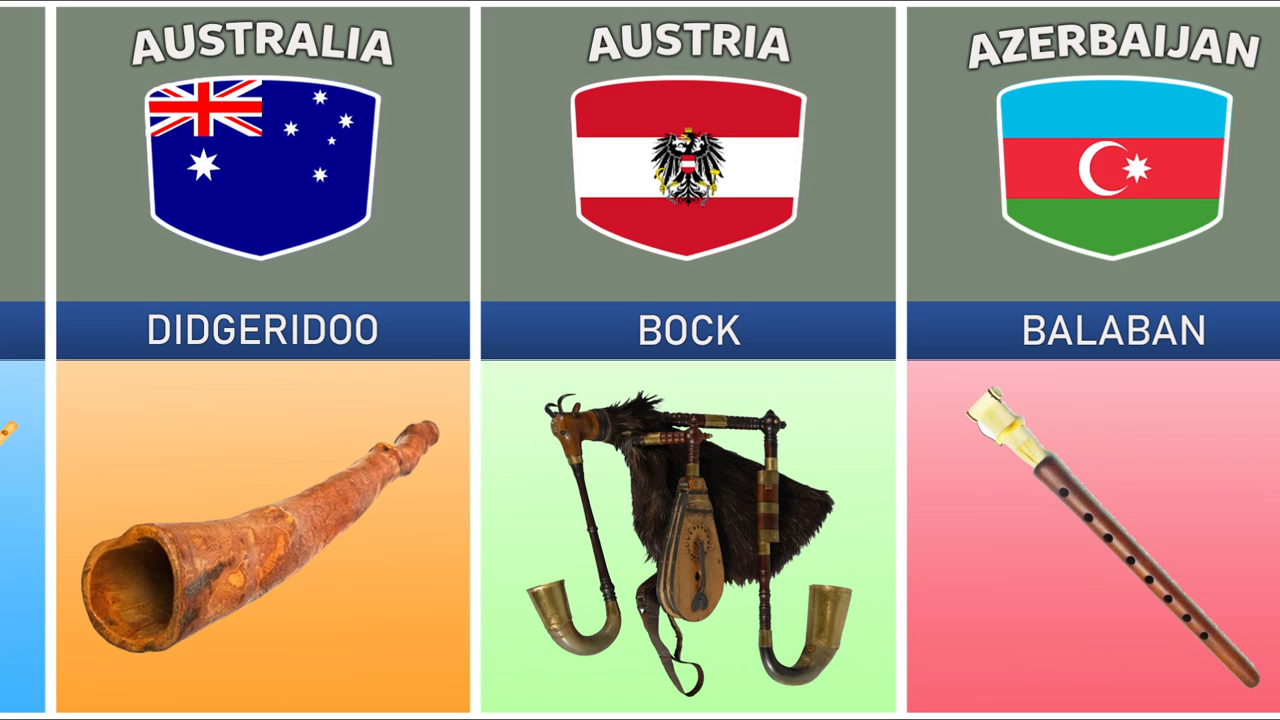 AUSTRALIA
DIDGERIDOO
AUSTRIA
BOCK
AZERBAIJAN
BALABAN